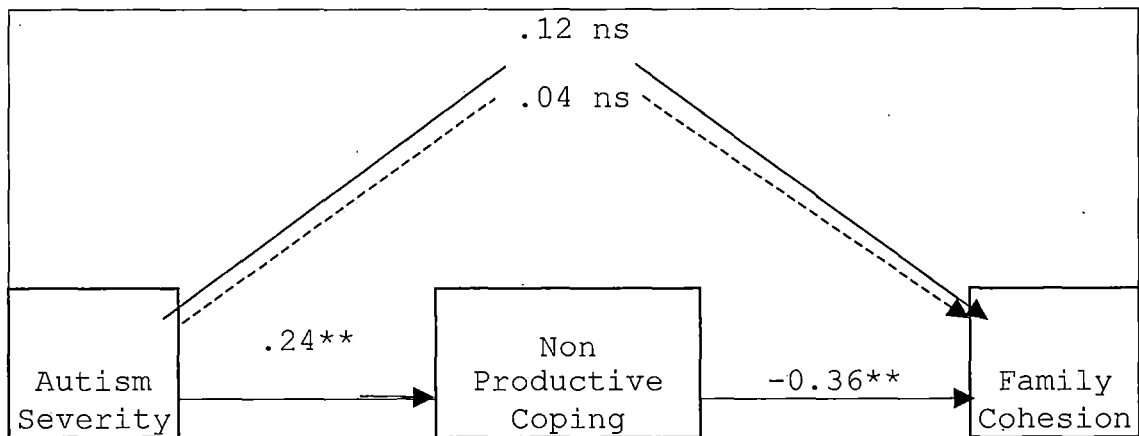 .12 ns
.04 ns
.24**
Non
Productive
Coping
-0.36**
Autism
Severity
Family
Cohesion